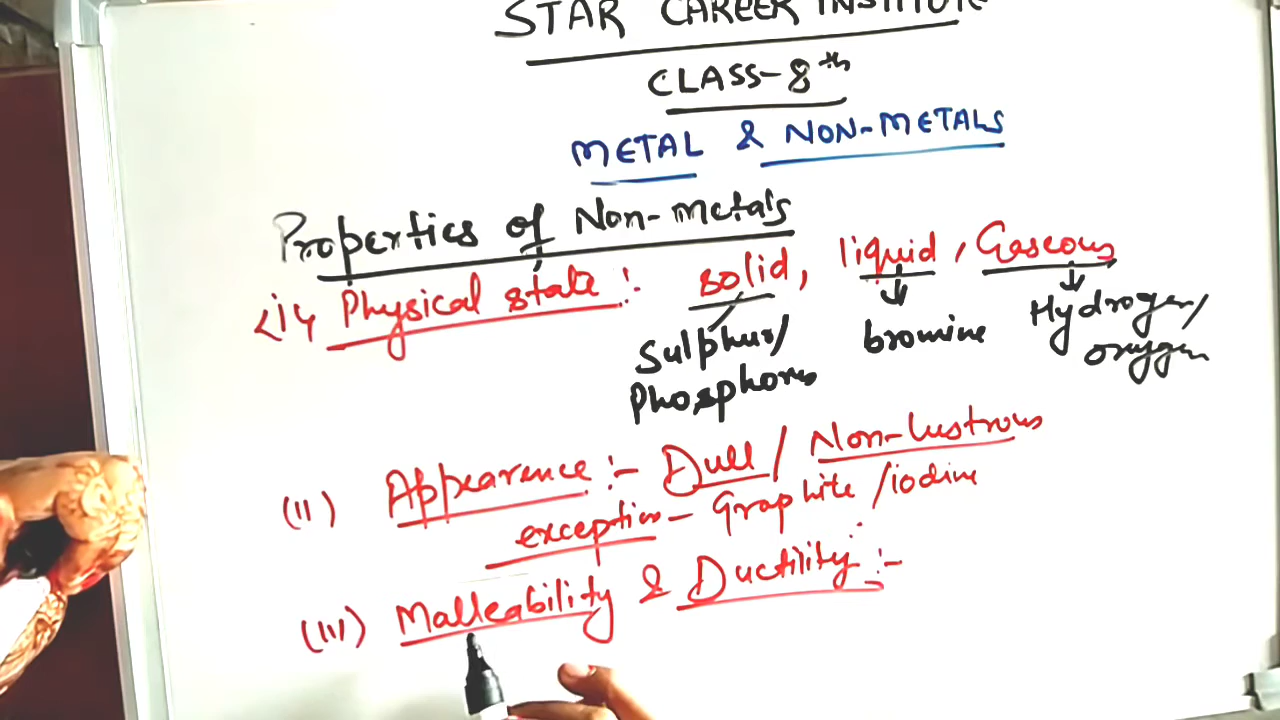 STAR CAREER INSTITUTE
CLASS-8th
METAL & NON-METALS
Properties of Non-metals
(i) Physical state :- solid, liquid, Gaseous
Sulphur/ Phosphorus bromine Hydrogen/ oxygen
(II) Appearence :- Dull / Non-lustrous
exception - Graphite / iodine
(III) Malleability & Ductility :-